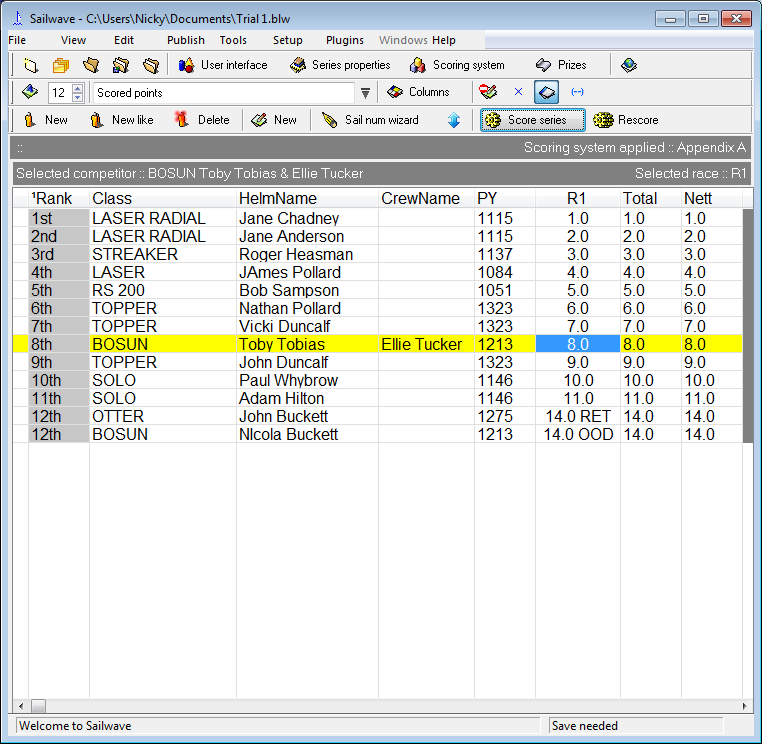 Sailwave - C:\Users\Nicky\Documents\Trial 1.blw
File View Edit Publish Tools Setup Plugins Windows Help
User interface Series properties Scoring system Prizes
12 Scored points Columns
New New like Delete New Sail num wizard Score series Rescore
:: Scoring system applied :: Appendix A
Selected competitor :: BOSUN Toby Tobias & Ellie Tucker Selected race :: R1
¹Rank Class HelmName CrewName PY R1 Total Nett
1st LASER RADIAL Jane Chadney 1115 1.0 1.0 1.0
2nd LASER RADIAL Jane Anderson 1115 2.0 2.0 2.0
3rd STREAKER Roger Heasman 1137 3.0 3.0 3.0
4th LASER JAmes Pollard 1084 4.0 4.0 4.0
5th RS 200 Bob Sampson 1051 5.0 5.0 5.0
6th TOPPER Nathan Pollard 1323 6.0 6.0 6.0
7th TOPPER Vicki Duncalf 1323 7.0 7.0 7.0
8th BOSUN Toby Tobias Ellie Tucker 1213 8.0 8.0 8.0
9th TOPPER John Duncalf 1323 9.0 9.0 9.0
10th SOLO Paul Whybrow 1146 10.0 10.0 10.0
11th SOLO Adam Hilton 1146 11.0 11.0 11.0
12th OTTER John Buckett 1275 14.0 RET 14.0 14.0
12th BOSUN NIcola Buckett 1213 14.0 OOD 14.0 14.0
Welcome to Sailwave Save needed